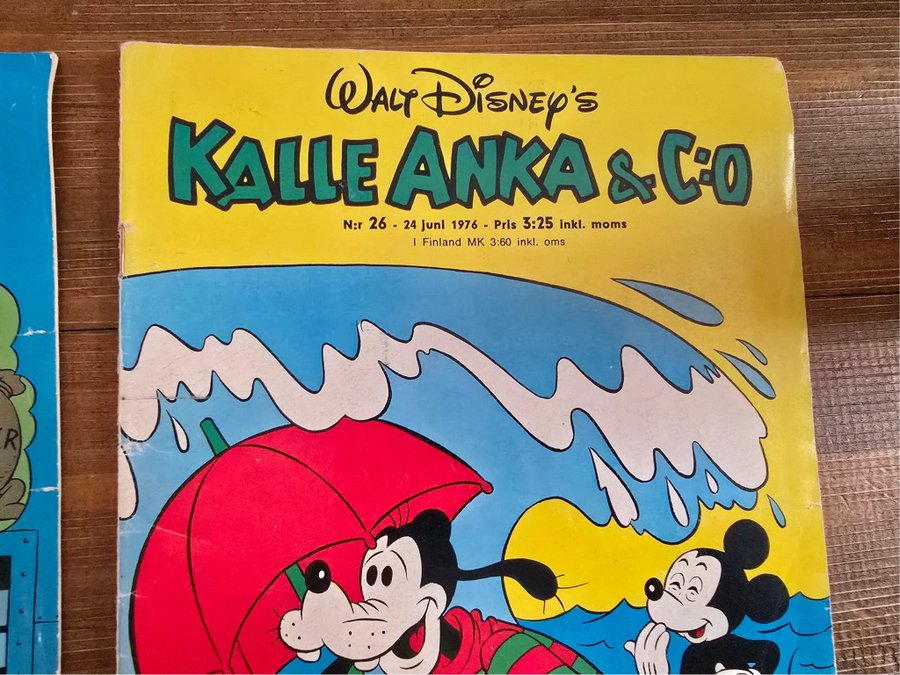 WALT DISNEY'S
KALLE ANKA & C:O
N:r 26 - 24 juni 1976 - Pris 3:25 inkl. moms
I Finland MK 3:60 inkl. oms